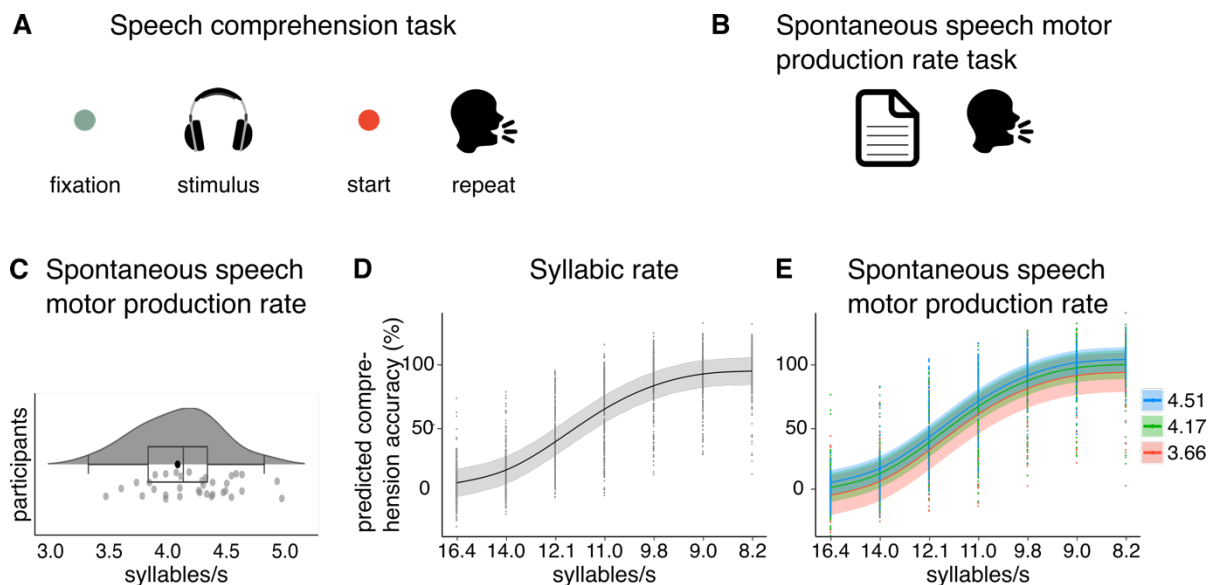 A Speech comprehension task
fixation
stimulus
start
repeat
B Spontaneous speech motor
production rate task
C Spontaneous speech
motor production rate
participants
3.0 3.5 4.0 4.5 5.0
syllables/s
D Syllabic rate
predicted compre-
hension accuracy (%)
100
50
0
16.4 14.0 12.1 11.0 9.8 9.0 8.2
syllables/s
E Spontaneous speech
motor production rate
100
50
0
16.4 14.0 12.1 11.0 9.8 9.0 8.2
syllables/s
4.51
4.17
3.66